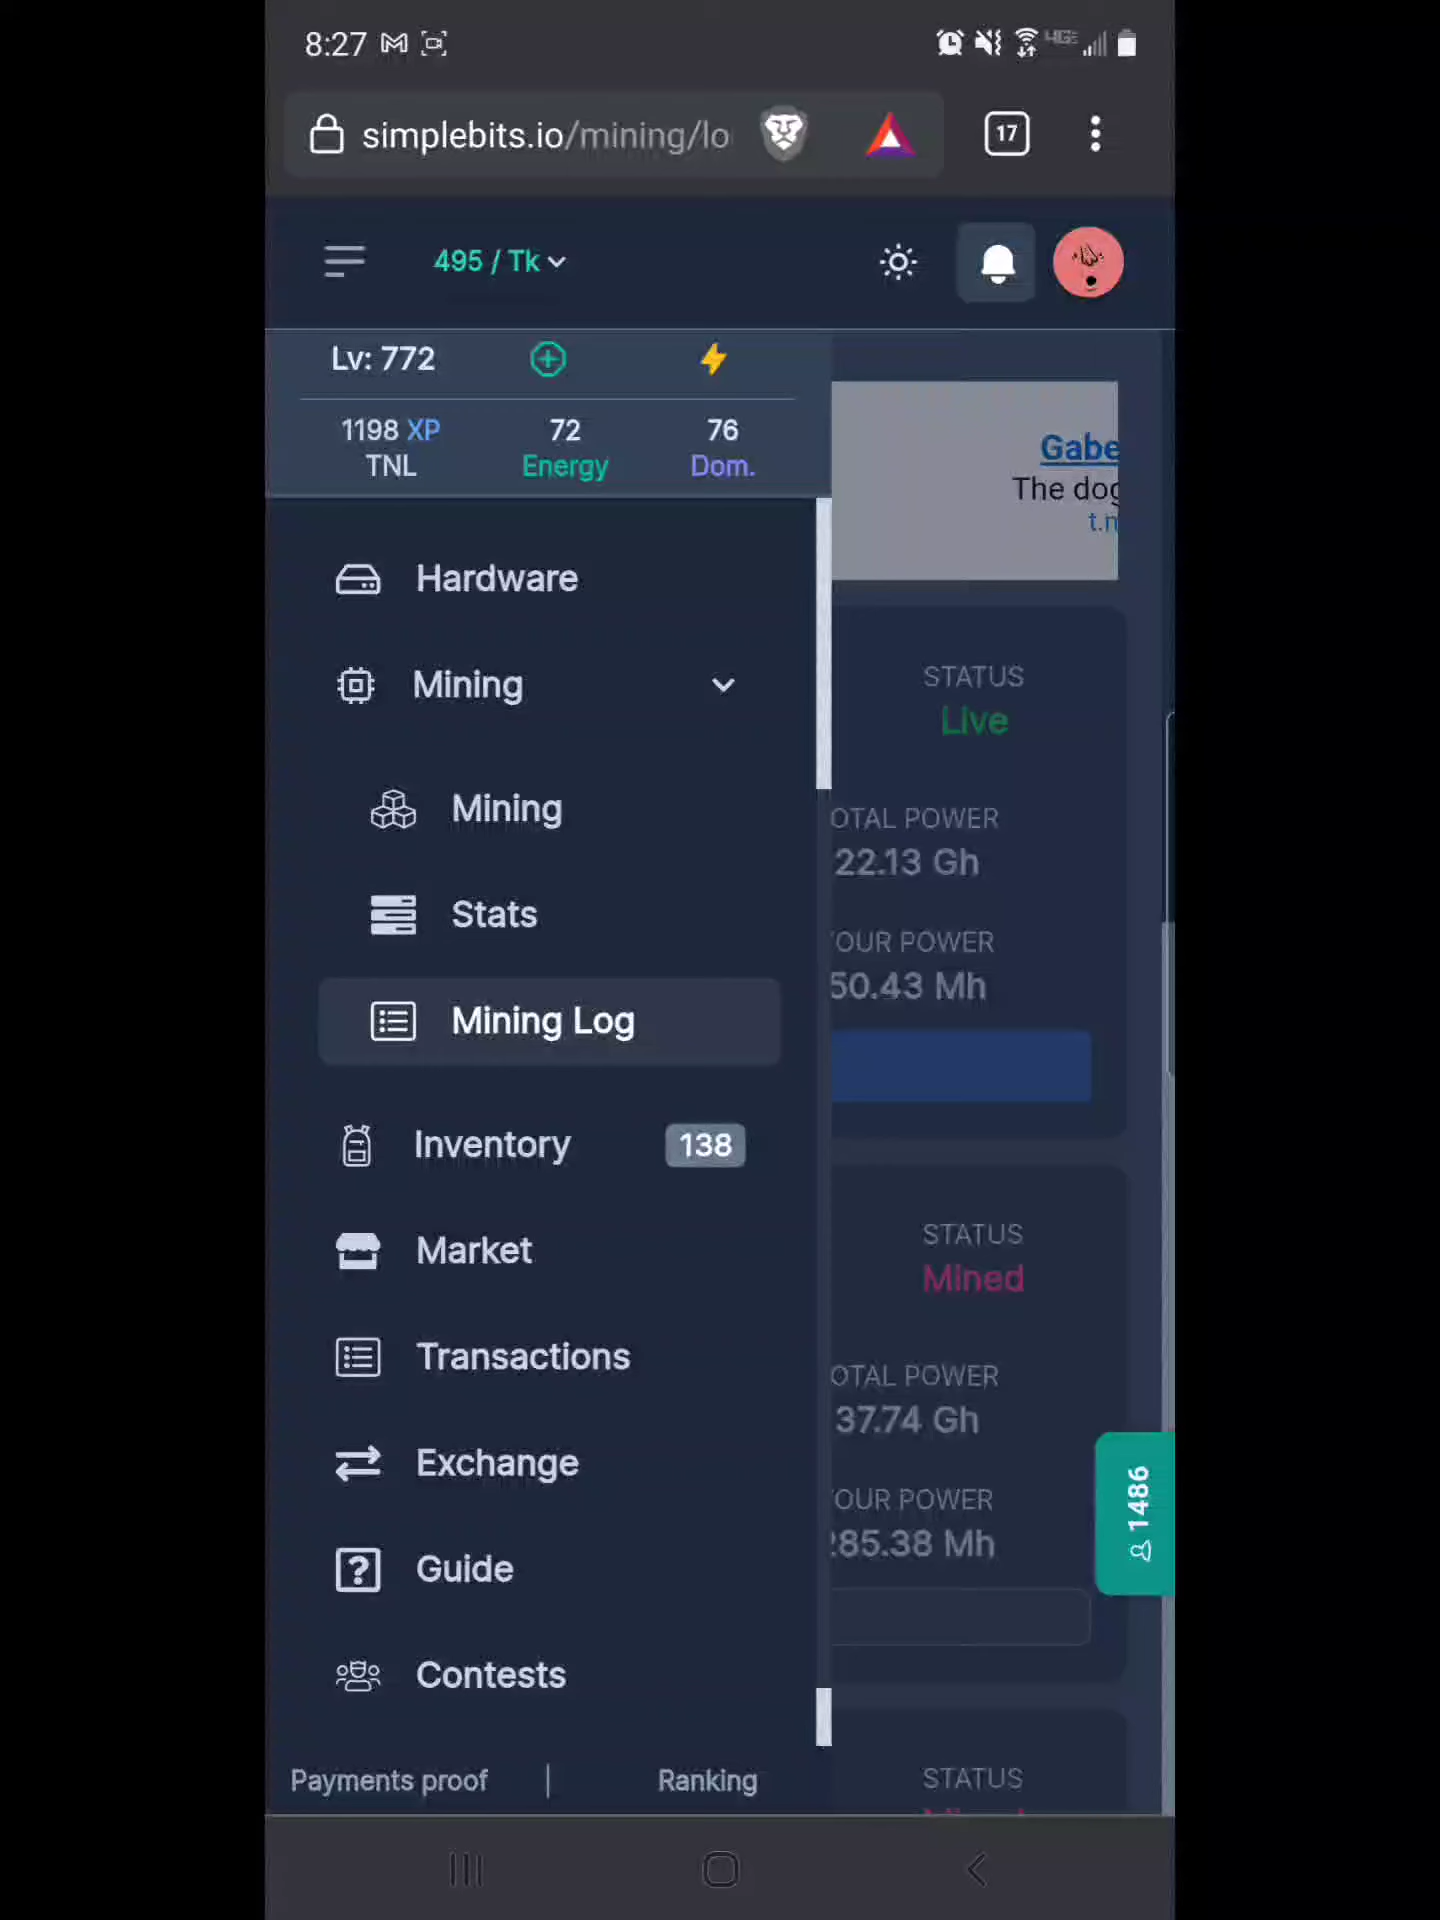 8:27
simplebits.io/mining/lo
17
495 / Tk
Lv: 772
1198 XP
TNL
72
Energy
76
Dom.
Gabe
The dog
t.m
Hardware
Mining
Mining
Stats
Mining Log
Inventory 138
Market
Transactions
Exchange
Guide
Contests
Payments proof | Ranking
STATUS
Live
OTAL POWER
22.13 Gh
OUR POWER
50.43 Mh
STATUS
Mined
OTAL POWER
37.74 Gh
OUR POWER
285.38 Mh
1486
STATUS